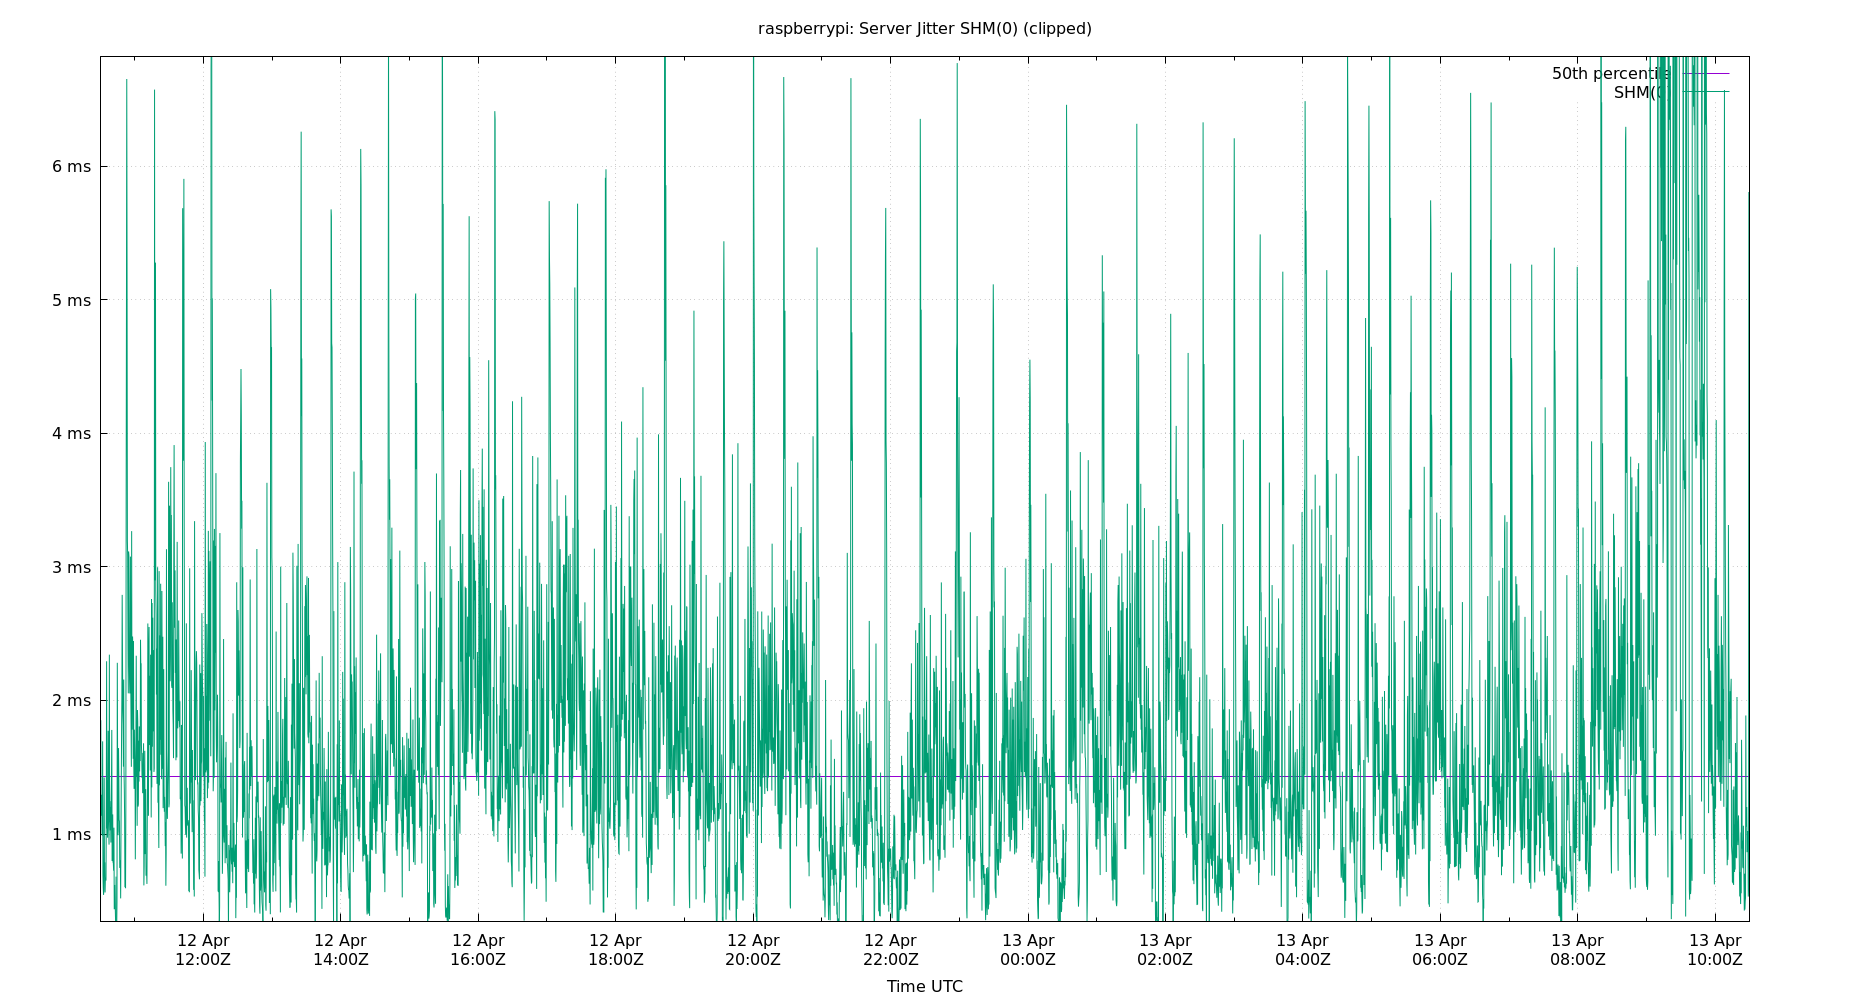 raspberrypi: Server Jitter SHM(0) (clipped)
50th percentile
SHM(0)
6 ms
5 ms
4 ms
3 ms
2 ms
1 ms
12 Apr 12 Apr 12 Apr 12 Apr 12 Apr 12 Apr 13 Apr 13 Apr 13 Apr 13 Apr 13 Apr 13 Apr
12:00Z 14:00Z 16:00Z 18:00Z 20:00Z 22:00Z 00:00Z 02:00Z 04:00Z 06:00Z 08:00Z 10:00Z
Time UTC